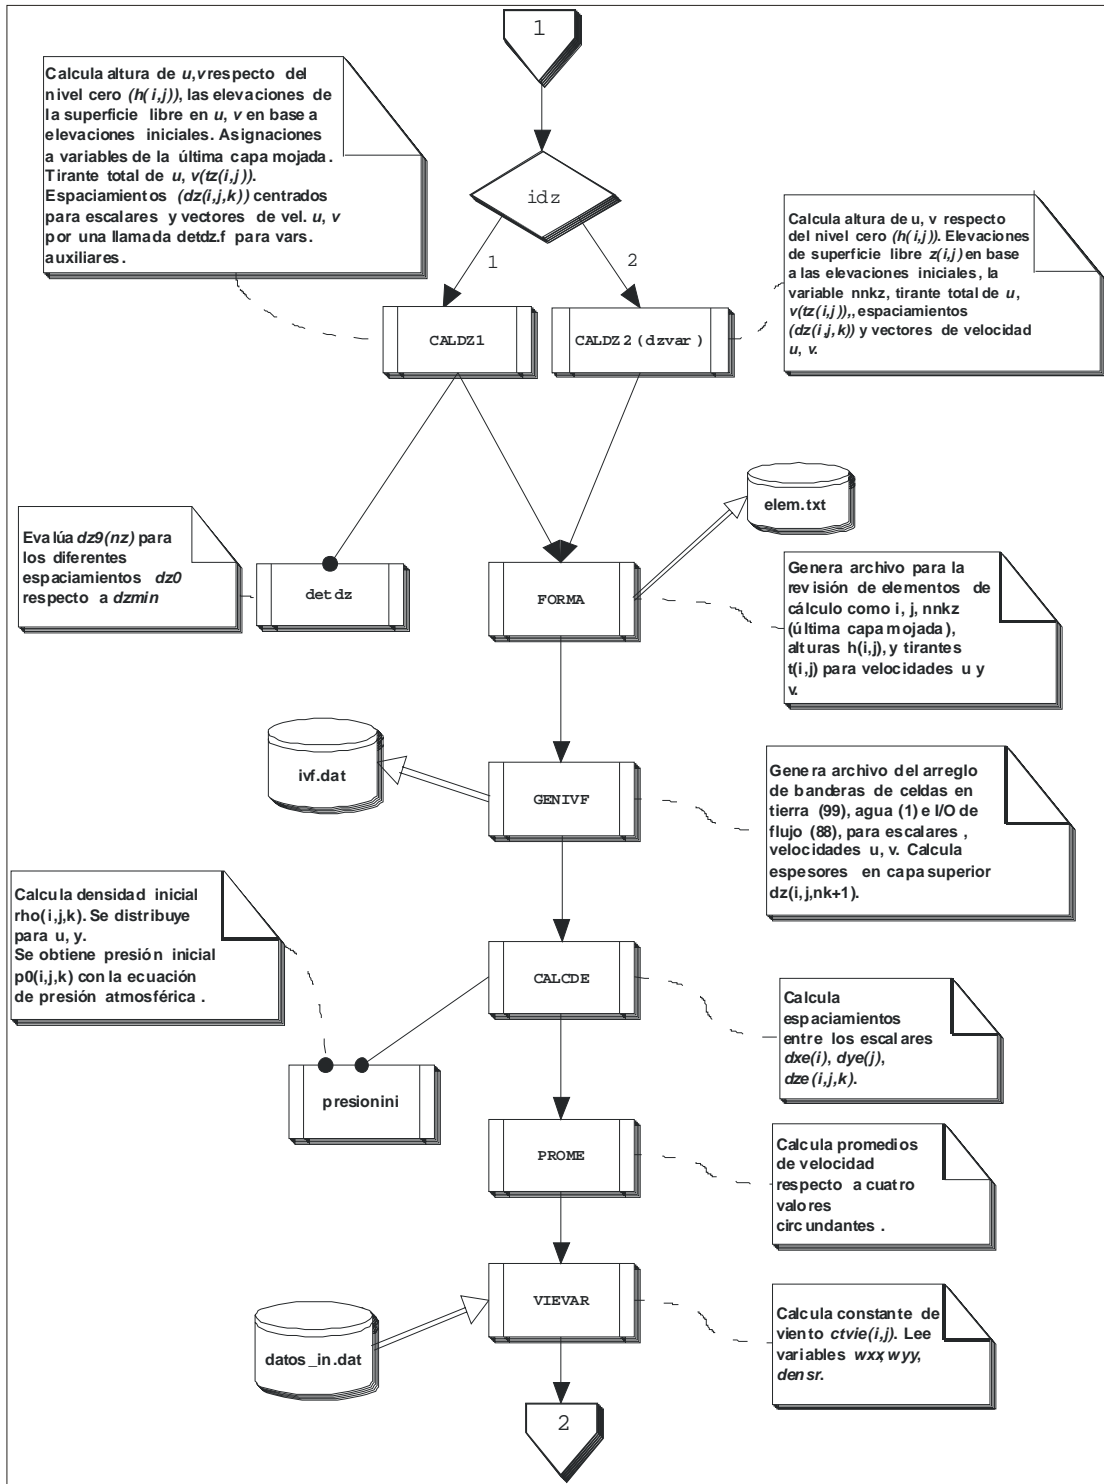 1
Calcula altura de u,v respecto del
nivel cero (h(i,j)), las elevaciones de
la superficie libre en u, v en base a
elevaciones iniciales. Asignaciones
a variables de la última capa mojada.
Tirante total de u, v(tz(i,j)).
Espaciamientos (dz(i,j,k)) centrados
para escalares y vectores de vel. u, v
por una llamada detdz.f para vars.
auxiliares.
idz
1
2
Calcula altura de u, v respecto
del nivel cero (h(i,j)). Elevaciones
de superficie libre z(i,j) en base
a las elevaciones iniciales, la
variable nnkz, tirante total de u,
v(tz(i,j)),, espaciamientos
(dz(i,j,k)) y vectores de velocidad
u, v.
CALDZ1
CALDZ2(dzvar)
elem.txt
Evalúa dz9(nz) para
los diferentes
espaciamientos dz0
respecto a dzmin
detdz
FORMA
Genera archivo para la
revisión de elementos de
cálculo como i, j, nnkz
(última capa mojada),
alturas h(i,j), y tirantes
t(i,j) para velocidades u y
v.
ivf.dat
GENIVF
Genera archivo del arreglo
de banderas de celdas en
tierra (99), agua (1) e I/O de
flujo (88), para escalares,
velocidades u, v. Calcula
espesores en capa superior
dz(i,j,nk+1).
Calcula densidad inicial
rho(i,j,k). Se distribuye
para u, y.
Se obtiene presión inicial
p0(i,j,k) con la ecuación
de presión atmosférica.
CALCDE
Calcula
espaciamientos
entre los escalares
dxe(i), dye(j),
dze(i,j,k).
presionini
PROME
Calcula promedios
de velocidad
respecto a cuatro
valores
circundantes.
VIEVAR
datos_in.dat
Calcula constante de
viento ctvie(i,j). Lee
variables wxx, wyy,
densr.
2